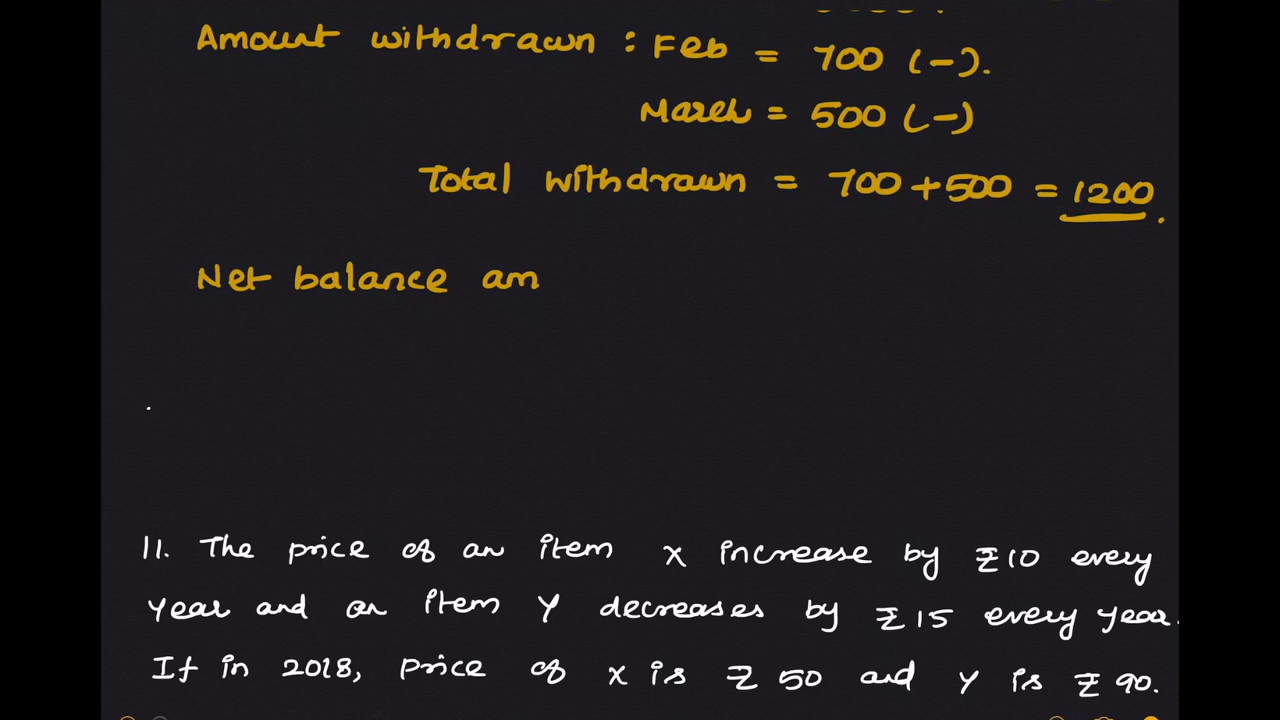 Amount withdrawn : Feb = 700 (-).
March = 500 (-)
Total withdrawn = 700 + 500 = 1200.
Net balance am
11. The price of an item x increase by ₹10 every
year and an item y decreases by ₹15 every year.
If in 2018, price of x is ₹ 50 and y is ₹ 90.